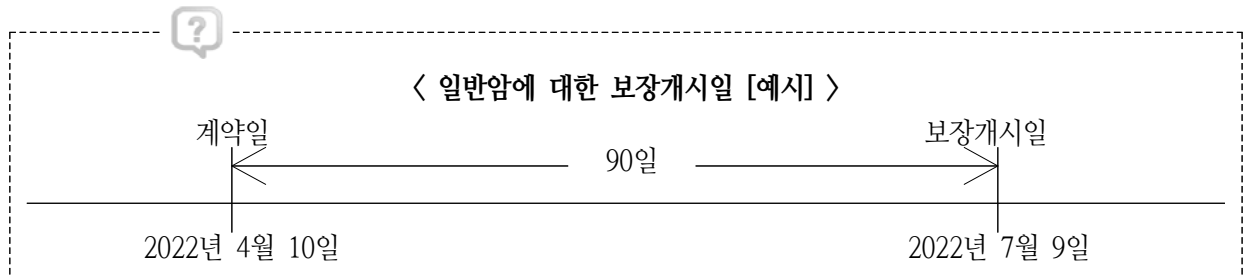 ?
< 일반암에 대한 보장개시일 [예시] >
계약일 보장개시일
90일
2022년 4월 10일 2022년 7월 9일